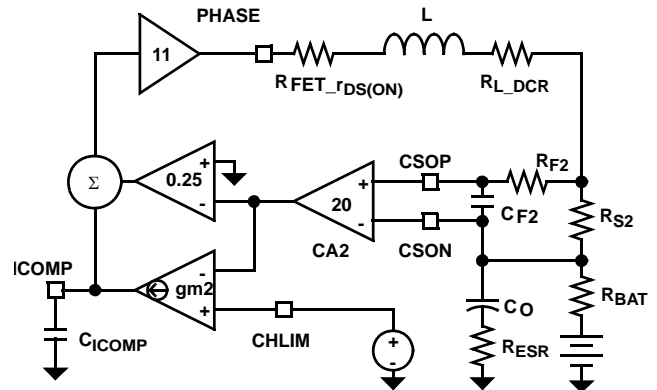 PHASE
L
11
RFET_rDS(ON)
RL_DCR
Σ
0.25
+
-
20
+
-
CA2
CSOP
CSON
RF2
CF2
RS2
ICOMP
CICOMP
gm2
-
+
CHLIM
+
-
CO
RESR
RBAT